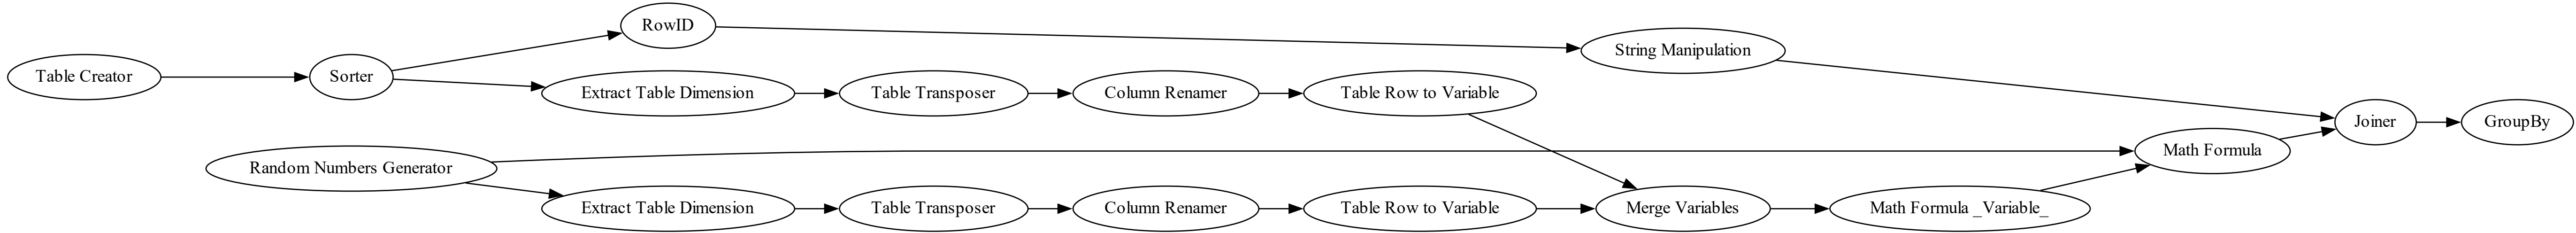 RowID
String Manipulation
Table Creator
Sorter
Extract Table Dimension
Table Transposer
Column Renamer
Table Row to Variable
Joiner
GroupBy
Random Numbers Generator
Math Formula
Extract Table Dimension
Table Transposer
Column Renamer
Table Row to Variable
Merge Variables
Math Formula _Variable_